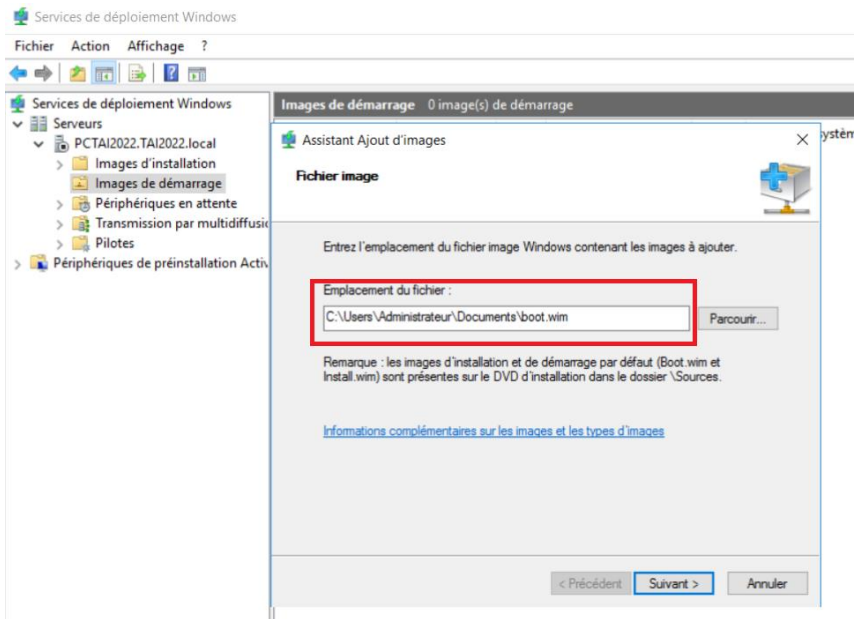 Services de déploiement Windows
Fichier Action Affichage ?
Services de déploiement Windows
Serveurs
PCTAI2022.TAI2022.local
Images d'installation
Images de démarrage
Périphériques en attente
Transmission par multidiffusio
Pilotes
Périphériques de préinstallation Activ
Images de démarrage 0 image(s) de démarrage
systèm
Assistant Ajout d'images
Fichier image
Entrez l'emplacement du fichier image Windows contenant les images à ajouter.
Emplacement du fichier :
C:\Users\Administrateur\Documents\boot.wim
Parcourir...
Remarque : les images d'installation et de démarrage par défaut (Boot.wim et
Install.wim) sont présentes sur le DVD d'installation dans le dossier \Sources.
Informations complémentaires sur les images et les types d'images
< Précédent Suivant > Annuler